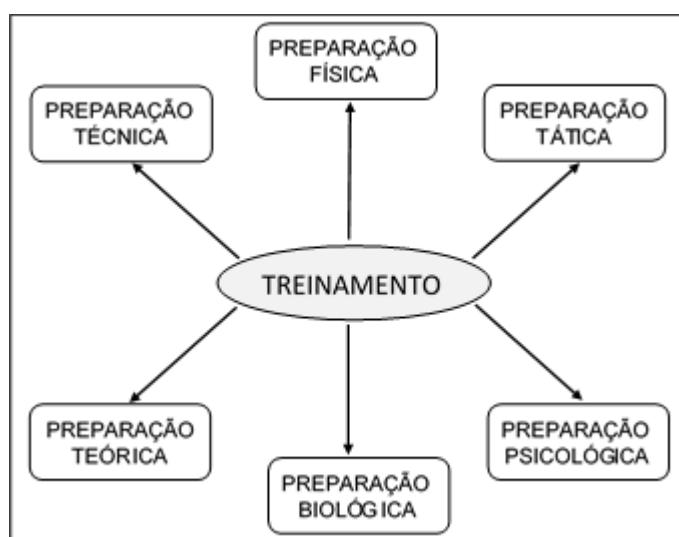 PREPARAÇÃO
FÍSICA
PREPARAÇÃO
TÉCNICA
PREPARAÇÃO
TÁTICA
TREINAMENTO
PREPARAÇÃO
TEÓRICA
PREPARAÇÃO
PSICOLÓGICA
PREPARAÇÃO
BIOLÓGICA